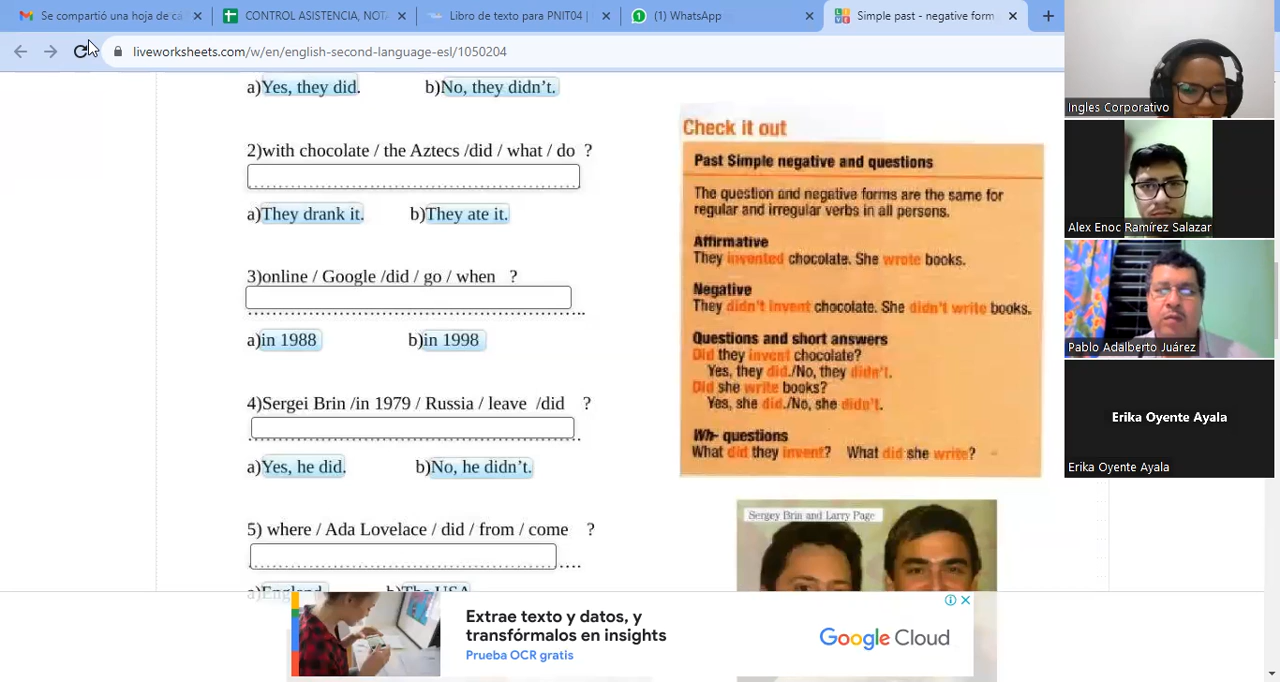 Se compartió una hoja de cá
CONTROL ASISTENCIA, NOTA
Libro de texto para PNIT04 |
(1) WhatsApp
Simple past - negative form
liveworksheets.com/w/en/english-second-language-esl/1050204
a)Yes, they did.
b)No, they didn't.
2)with chocolate / the Aztecs /did / what / do ?
a)They drank it.
b)They ate it.
3)online / Google /did / go / when ?
a)in 1988
b)in 1998
4)Sergei Brin /in 1979 / Russia / leave /did ?
a)Yes, he did.
b)No, he didn't.
5) where / Ada Lovelace / did / from / come ?
a)England
b)The USA
Check it out
Past Simple negative and questions
The question and negative forms are the same for
regular and irregular verbs in all persons.
Affirmative
They invented chocolate. She wrote books.
Negative
They didn't invent chocolate. She didn't write books.
Questions and short answers
Did they invent chocolate?
Yes, they did./No, they didn't.
Did she write books?
Yes, she did./No, she didn't.
Wh- questions
What did they invent? What did she write?
Sergey Brin and Larry Page
Extrae texto y datos, y
transfórmalos en insights
Prueba OCR gratis
Google Cloud
Ingles Corporativo
Alex Enoc Ramírez Salazar
Pablo Adalberto Juárez
Erika Oyente Ayala
Erika Oyente Ayala